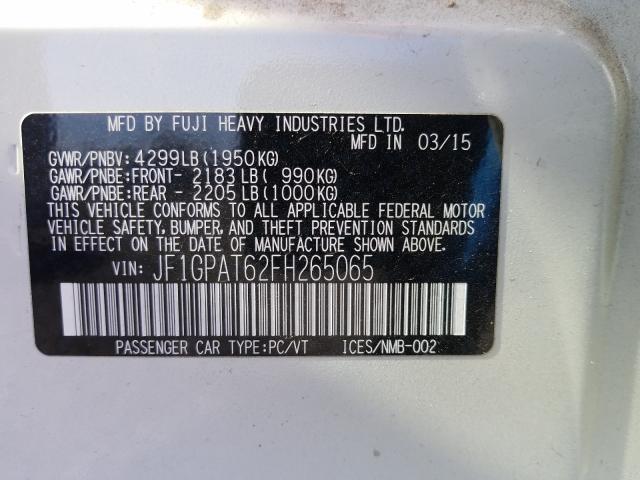 MFD BY FUJI HEAVY INDUSTRIES LTD.
MFD IN 03/15
GVWR/PNBV: 4299LB(1950KG)
GAWR/PNBE:FRONT- 2183LB( 990KG)
GAWR/PNBE:REAR - 2205LB(1000KG)
THIS VEHICLE CONFORMS TO ALL APPLICABLE FEDERAL MOTOR
VEHICLE SAFETY, BUMPER, AND THEFT PREVENTION STANDARDS
IN EFFECT ON THE DATE OF MANUFACTURE SHOWN ABOVE.
VIN: JF1GPAT62FH265065
PASSENGER CAR TYPE:PC/VT ICES/NMB-002